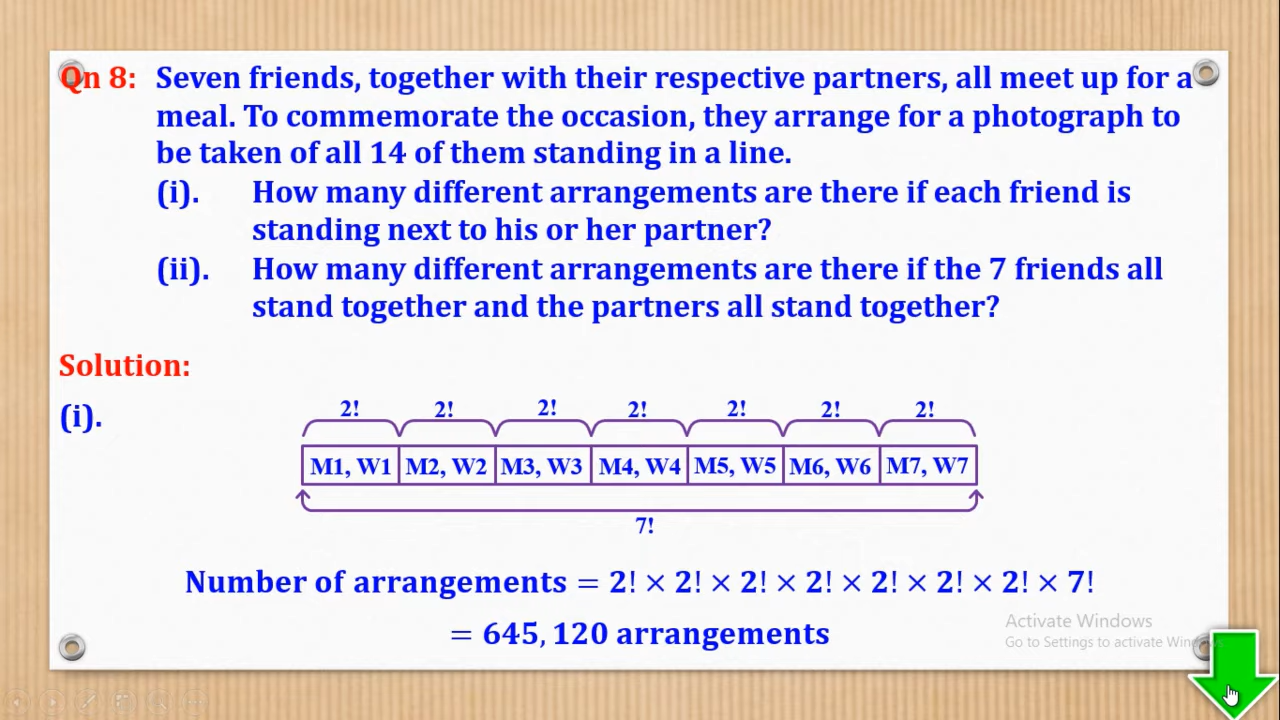 Qn 8: Seven friends, together with their respective partners, all meet up for a
meal. To commemorate the occasion, they arrange for a photograph to
be taken of all 14 of them standing in a line.
(i). How many different arrangements are there if each friend is
standing next to his or her partner?
(ii). How many different arrangements are there if the 7 friends all
stand together and the partners all stand together?
Solution:
(i).
2! 2! 2! 2! 2! 2! 2!
M1, W1 M2, W2 M3, W3 M4, W4 M5, W5 M6, W6 M7, W7
7!
Number of arrangements = 2! × 2! × 2! × 2! × 2! × 2! × 2! × 7!
= 645, 120 arrangements
Activate Windows
Go to Settings to activate Windows